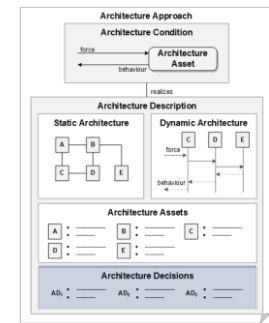 Architecture Approach
Architecture Condition
force
Architecture
Asset
behaviour
realizes
Architecture Description
Static Architecture
A B
C D E
Dynamic Architecture
C D E
force
behaviour
Architecture Assets
A : B : C :
D : E :
Architecture Decisions
AD₁ : AD₂ : AD₃ :